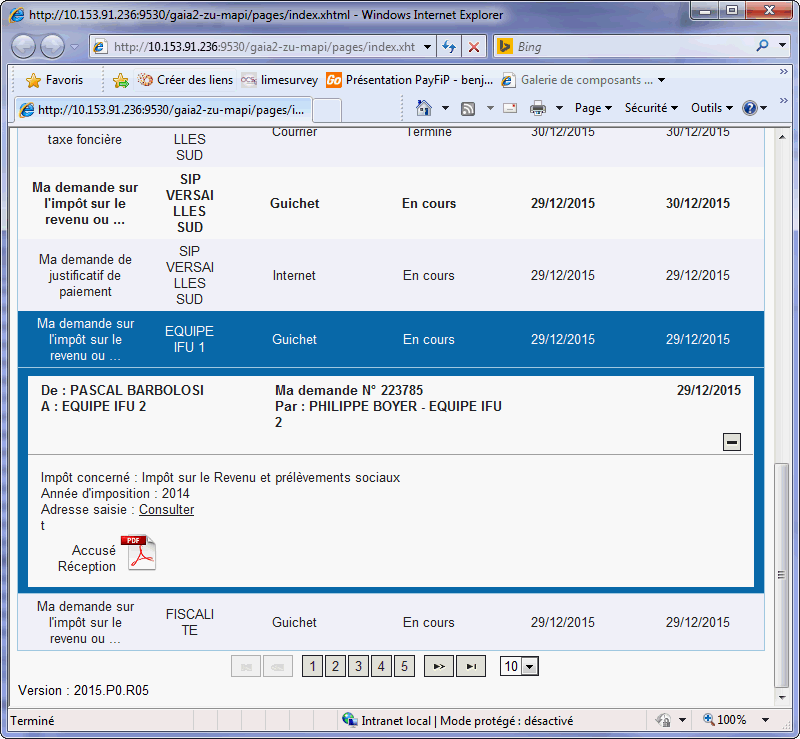 http://10.153.91.236:9530/gaia2-zu-mapi/pages/index.xhtml - Windows Internet Explorer
http://10.153.91.236:9530/gaia2-zu-mapi/pages/index.xht
Bing
Favoris
Créer des liens
limesurvey
Go Présentation PayFiP - benj...
Galerie de composants ...
http://10.153.91.236:9530/gaia2-zu-mapi/pages/i...
Page
Sécurité
Outils
taxe foncière
LLES
SUD
Courrier
Terminé
30/12/2015
30/12/2015
Ma demande sur
l'impôt sur le
revenu ou ...
SIP
VERSAI
LLES
SUD
Guichet
En cours
29/12/2015
30/12/2015
Ma demande de
justificatif de
paiement
SIP
VERSAI
LLES
SUD
Internet
En cours
29/12/2015
29/12/2015
Ma demande sur
l'impôt sur le
revenu ou ...
EQUIPE
IFU 1
Guichet
En cours
29/12/2015
29/12/2015
De : PASCAL BARBOLOSI
A : EQUIPE IFU 2
Ma demande N° 223785
Par : PHILIPPE BOYER - EQUIPE IFU
2
29/12/2015
Impôt concerné : Impôt sur le Revenu et prélèvements sociaux
Année d'imposition : 2014
Adresse saisie : Consulter
t
Accusé
Réception
PDF
Ma demande sur
l'impôt sur le
revenu ou ...
FISCALI
TE
Guichet
En cours
29/12/2015
29/12/2015
1 2 3 4 5
10
Version : 2015.P0.R05
Terminé
Intranet local | Mode protégé : désactivé
100%